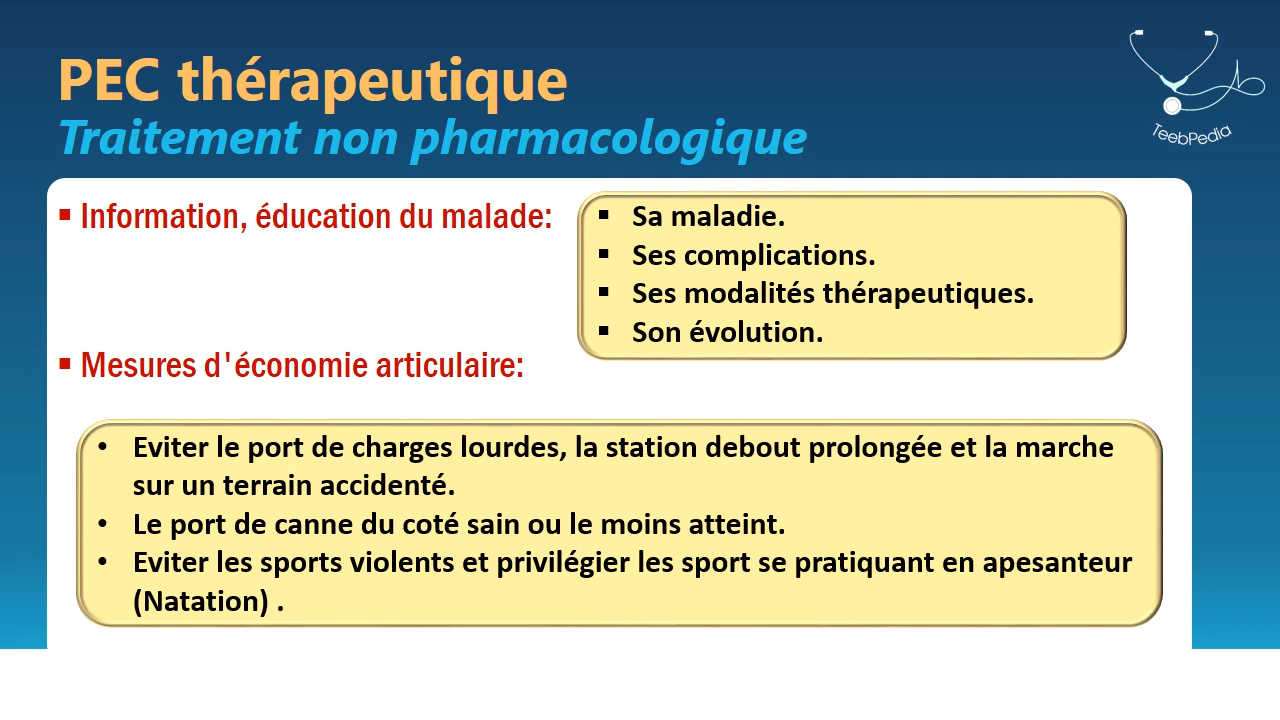 PEC thérapeutique
Traitement non pharmacologique
TeebPedia
▪ Information, éducation du malade:
▪ Sa maladie.
▪ Ses complications.
▪ Ses modalités thérapeutiques.
▪ Son évolution.
▪ Mesures d'économie articulaire:
• Eviter le port de charges lourdes, la station debout prolongée et la marche
sur un terrain accidenté.
• Le port de canne du coté sain ou le moins atteint.
• Eviter les sports violents et privilégier les sport se pratiquant en apesanteur
(Natation) .